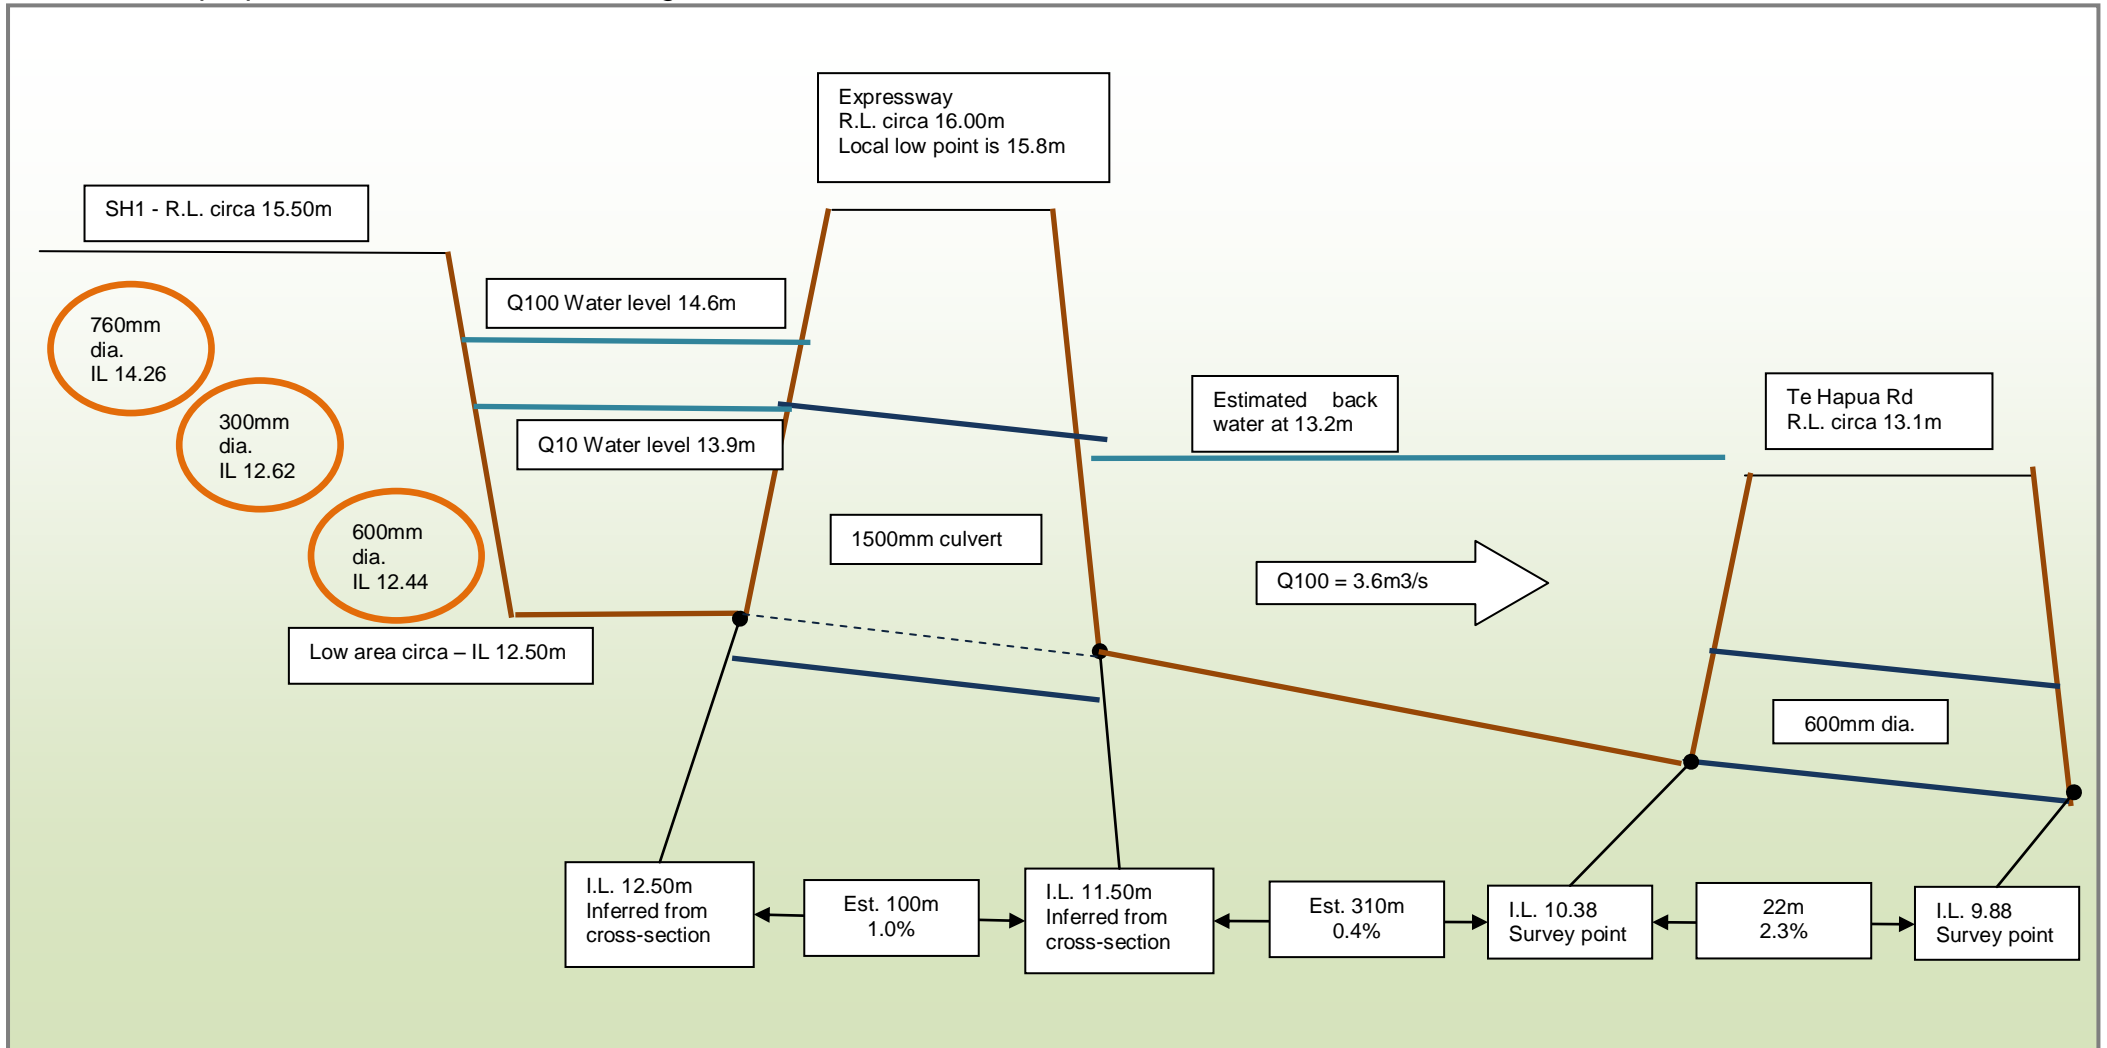 Expressway
R.L. circa 16.00m
Local low point is 15.8m
SH1 - R.L. circa 15.50m
Q100 Water level 14.6m
760mm
dia.
IL 14.26
300mm
dia.
IL 12.62
Q10 Water level 13.9m
Estimated back
water at 13.2m
Te Hapua Rd
R.L. circa 13.1m
600mm
dia.
IL 12.44
1500mm culvert
Q100 = 3.6m3/s
Low area circa – IL 12.50m
600mm dia.
I.L. 12.50m
Inferred from
cross-section
Est. 100m
1.0%
I.L. 11.50m
Inferred from
cross-section
Est. 310m
0.4%
I.L. 10.38
Survey point
22m
2.3%
I.L. 9.88
Survey point